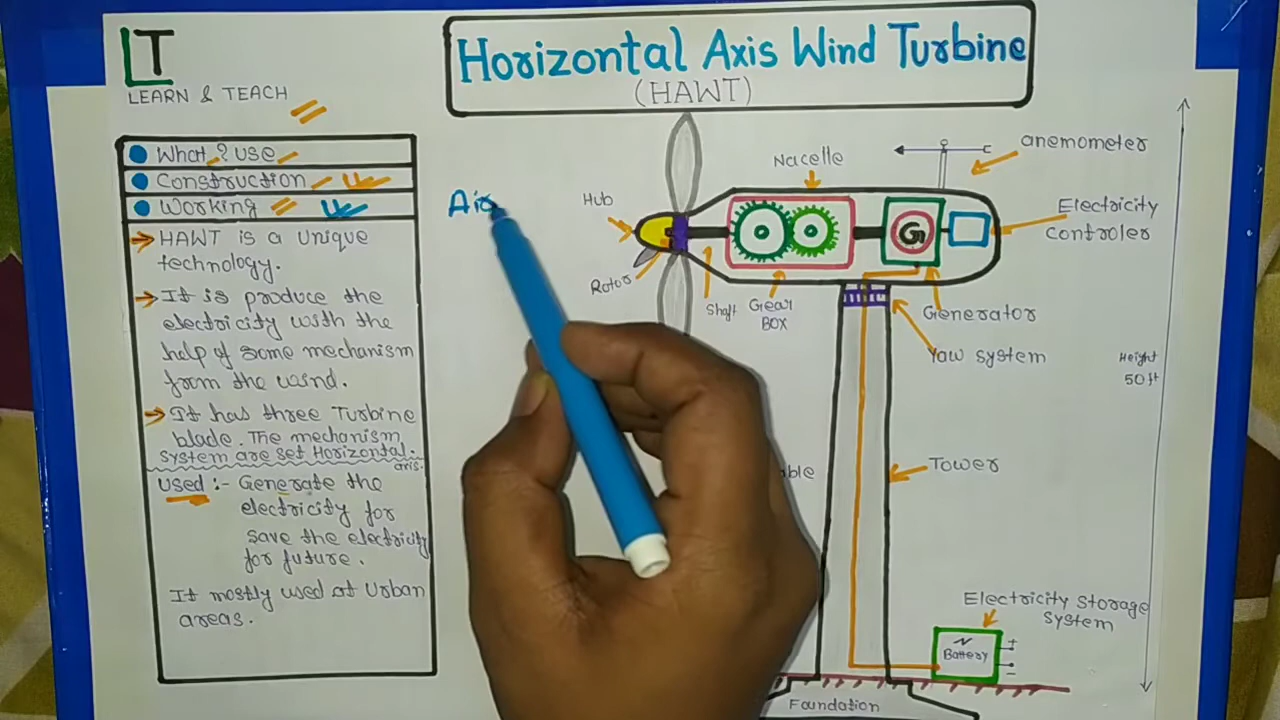 LT
LEARN & TEACH
Horizontal Axis Wind Turbine
(HAWT)
What ? use
Construction
Working
HAWT is a unique
technology.
It is produce the
electricity with the
help of some mechanism
from the wind.
It has three Turbine
blade. The mechanism
system are set Horizontal.
axis.
used :- Generate the
electricity for
save the electricity
for future.
It mostly used at Urban
areas.
Air
Hub
Rotor
Shaft
Gear
BOX
Nacelle
anemometer
Electricity
controler
G
Generator
Yaw system
Height
50 ft
Tower
Electricity Storage
system
Battery
+
-
Foundation